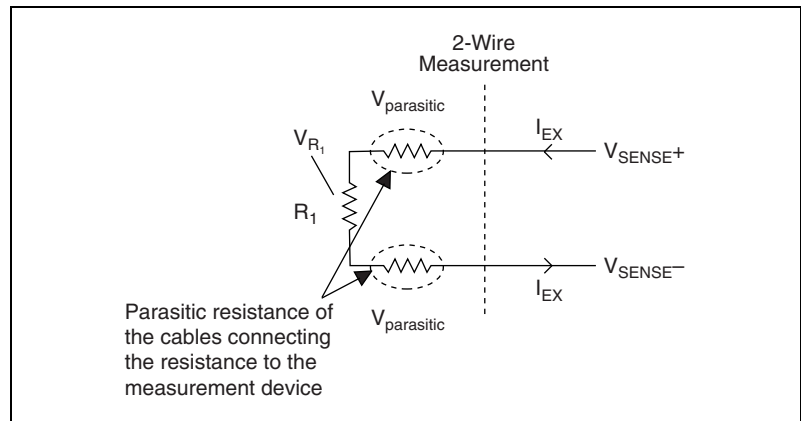 2-Wire
Measurement
V_parasitic
I_EX
V_R₁
V_SENSE+
R₁
V_SENSE–
I_EX
V_parasitic
Parasitic resistance of
the cables connecting
the resistance to the
measurement device